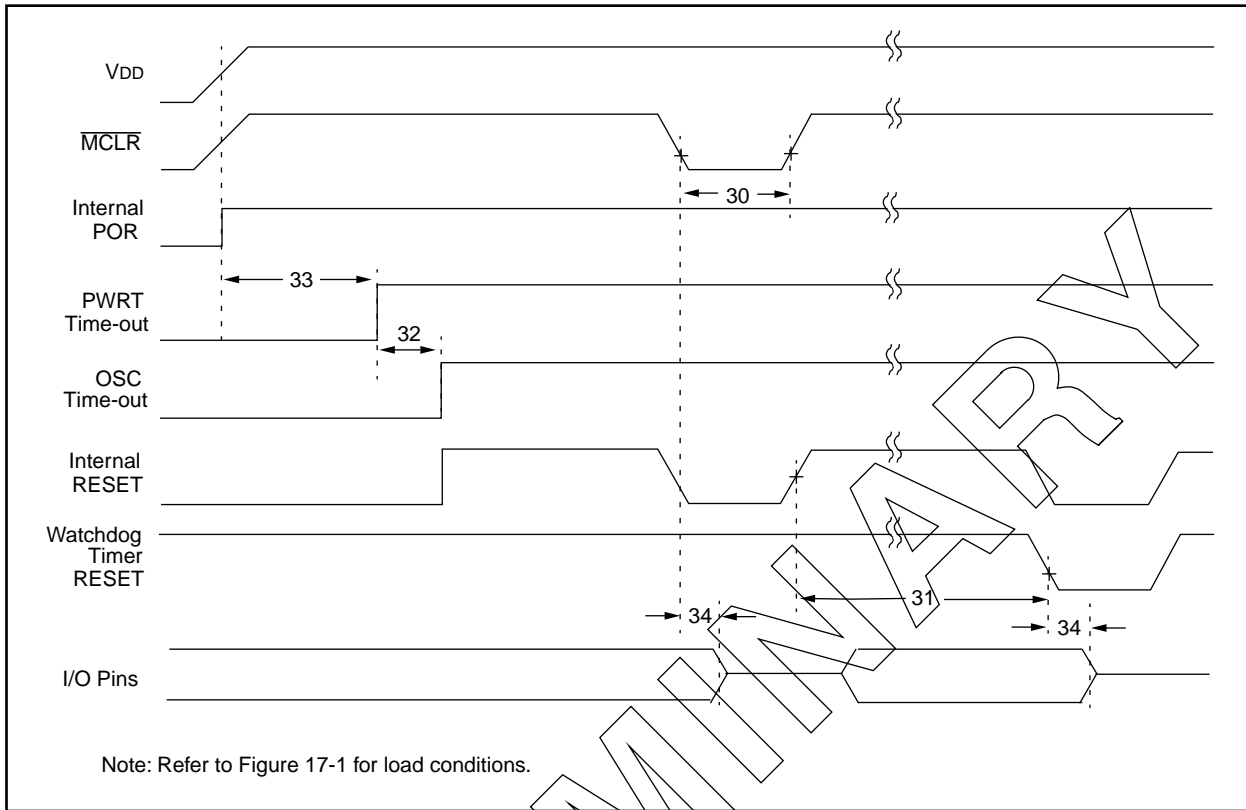 VDD
MCLR
Internal
POR
30
33
PWRT
Time-out
32
OSC
Time-out
Internal
RESET
Watchdog
Timer
RESET
31
34
34
I/O Pins
Note: Refer to Figure 17-1 for load conditions.
MINARY